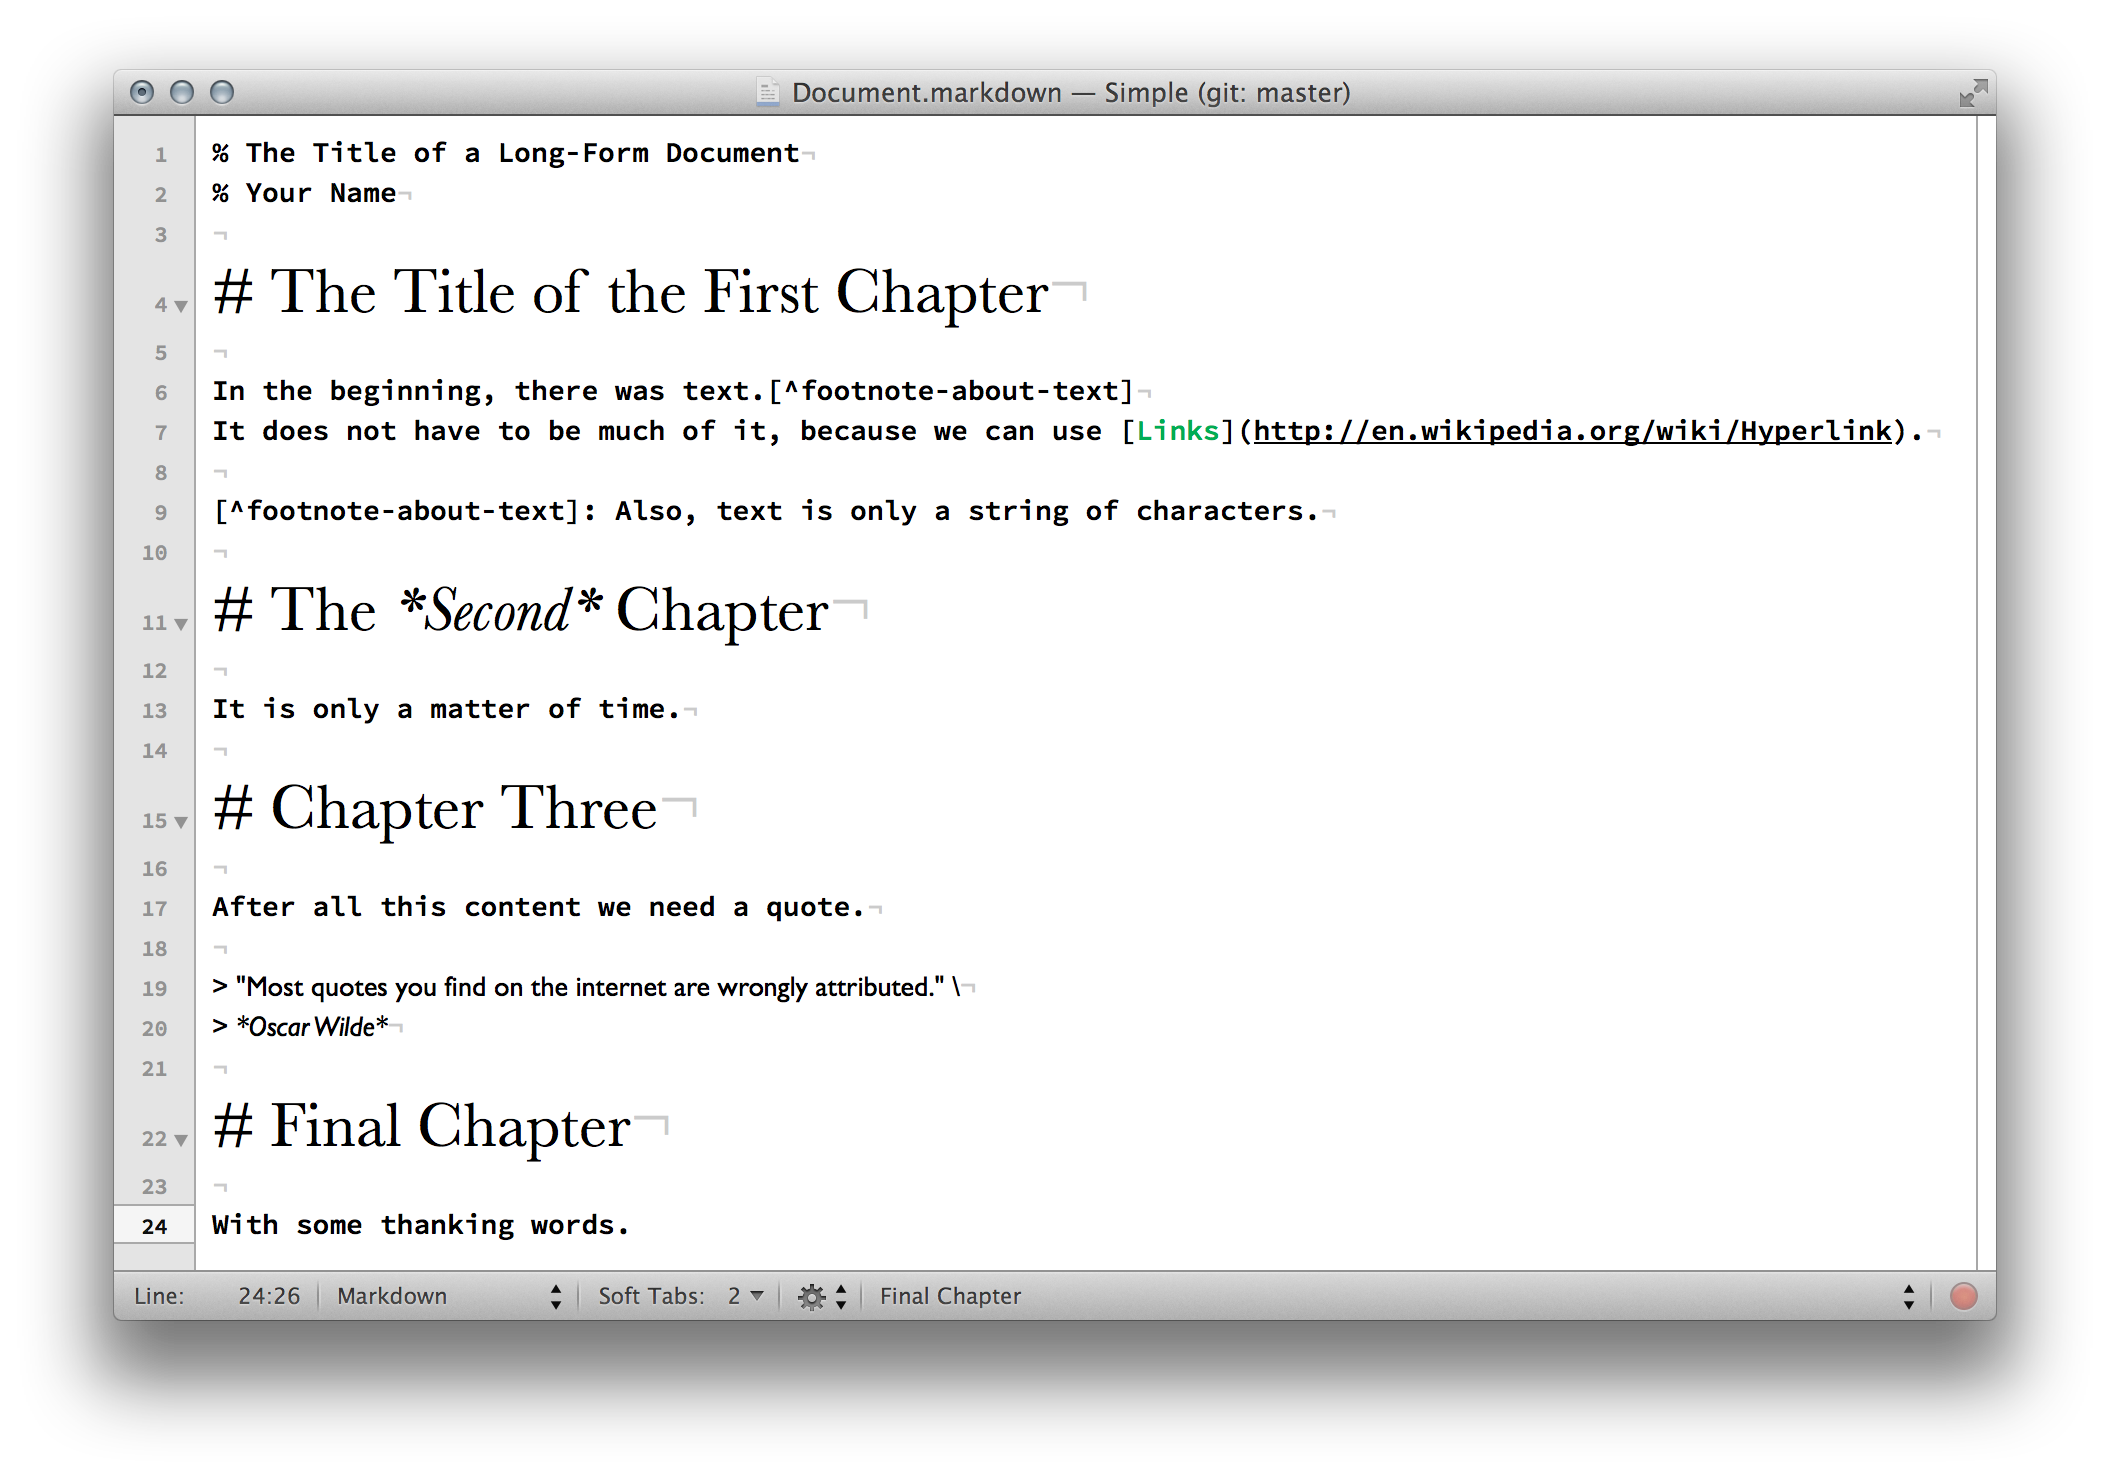 Document.markdown — Simple (git: master)
1 % The Title of a Long-Form Document¬
2 % Your Name¬
3 ¬
4 # The Title of the First Chapter¬
5 ¬
6 In the beginning, there was text.[^footnote-about-text]¬
7 It does not have to be much of it, because we can use [Links](http://en.wikipedia.org/wiki/Hyperlink).¬
8 ¬
9 [^footnote-about-text]: Also, text is only a string of characters.¬
10 ¬
11 # The *Second* Chapter¬
12 ¬
13 It is only a matter of time.¬
14 ¬
15 # Chapter Three¬
16 ¬
17 After all this content we need a quote.¬
18 ¬
19 > "Most quotes you find on the internet are wrongly attributed." \¬
20 > *Oscar Wilde*¬
21 ¬
22 # Final Chapter¬
23 ¬
24 With some thanking words.
Line: 24:26 Markdown Soft Tabs: 2 Final Chapter